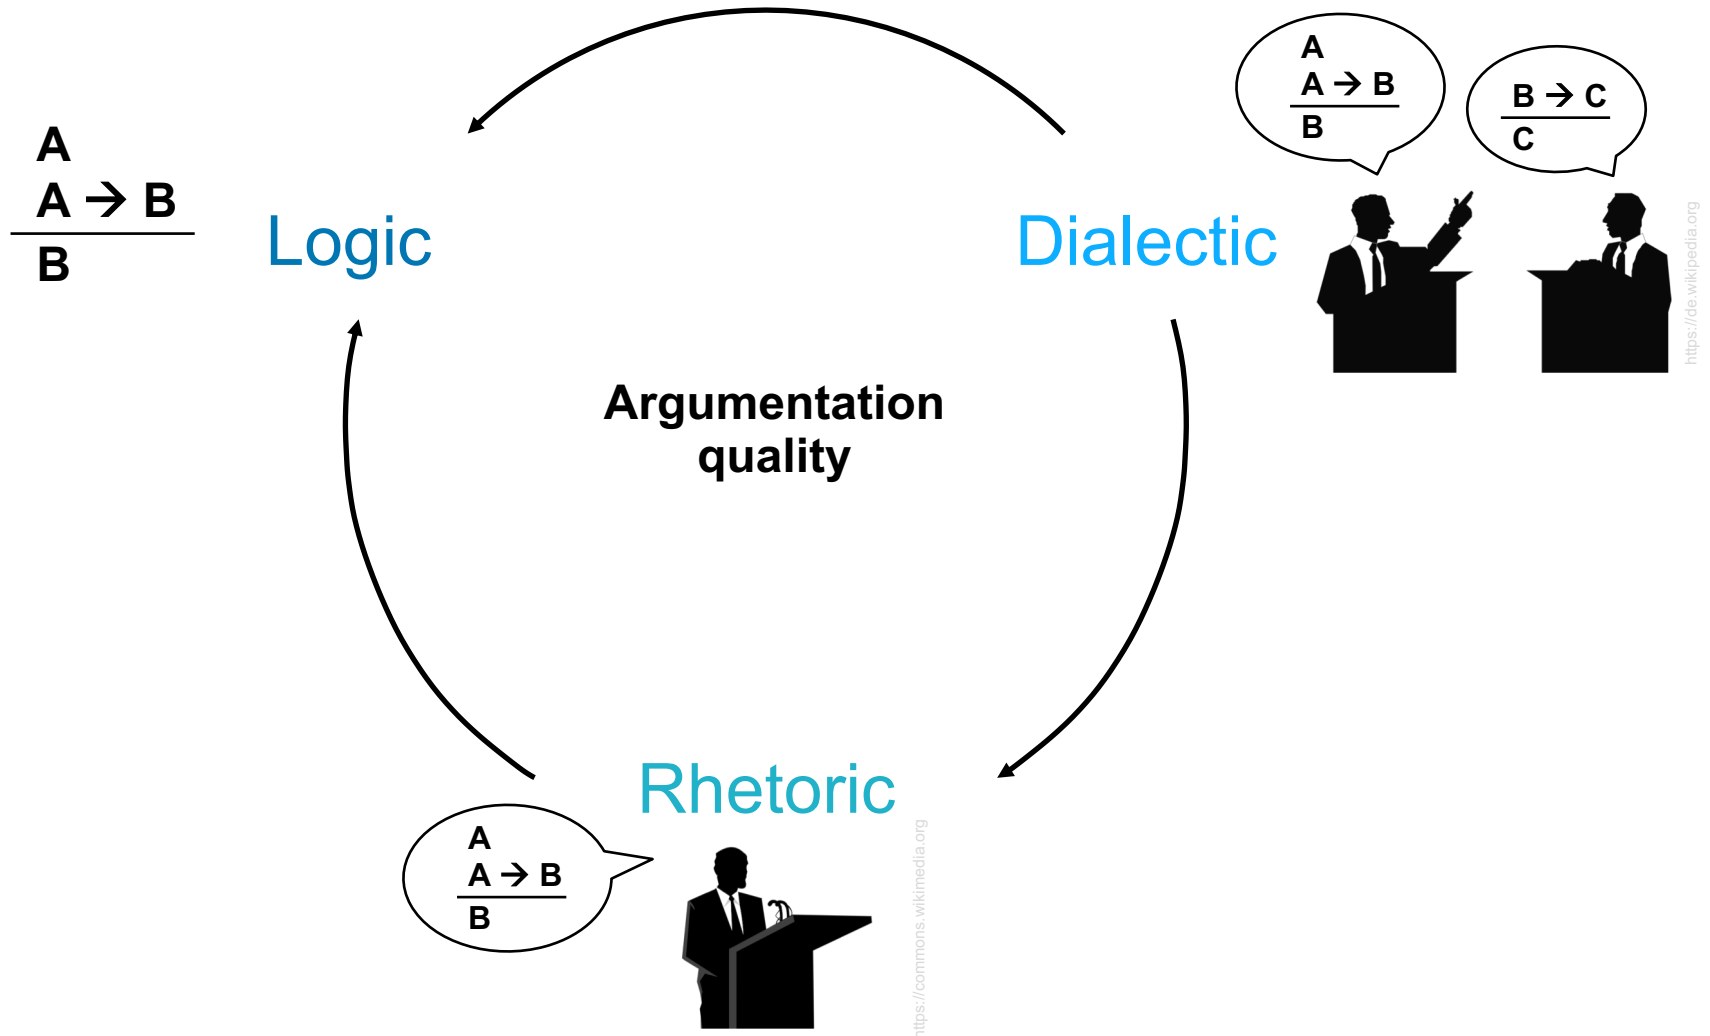 A
A → B
B
Logic
Dialectic
A
A → B
B
B → C
C
https://de.wikipedia.org
Argumentation
quality
Rhetoric
A
A → B
B
https://commons.wikimedia.org